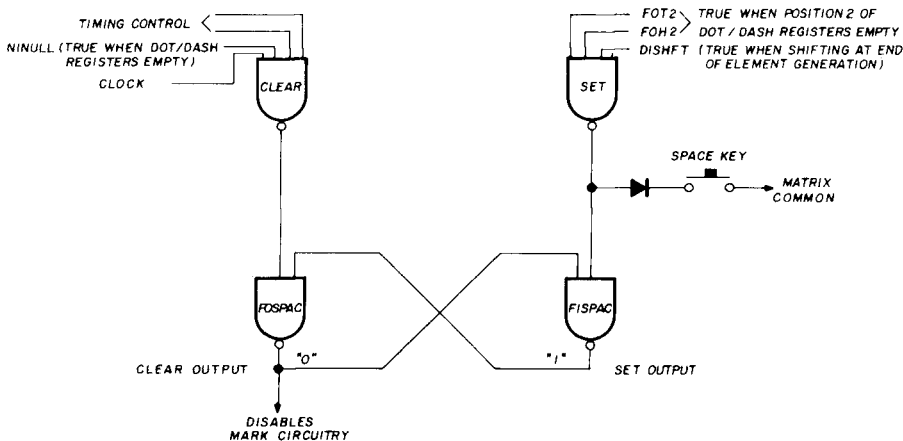 TIMING CONTROL
NINULL (TRUE WHEN DOT/DASH
REGISTERS EMPTY)
CLOCK
CLEAR
FOT2
FOH2
TRUE WHEN POSITION 2 OF
DOT/DASH REGISTERS EMPTY
DISHFT (TRUE WHEN SHIFTING AT END
OF ELEMENT GENERATION)
SET
SPACE KEY
MATRIX
COMMON
FOSPAC
FISPAC
CLEAR OUTPUT
"0"
"1"
SET OUTPUT
DISABLES
MARK CIRCUITRY